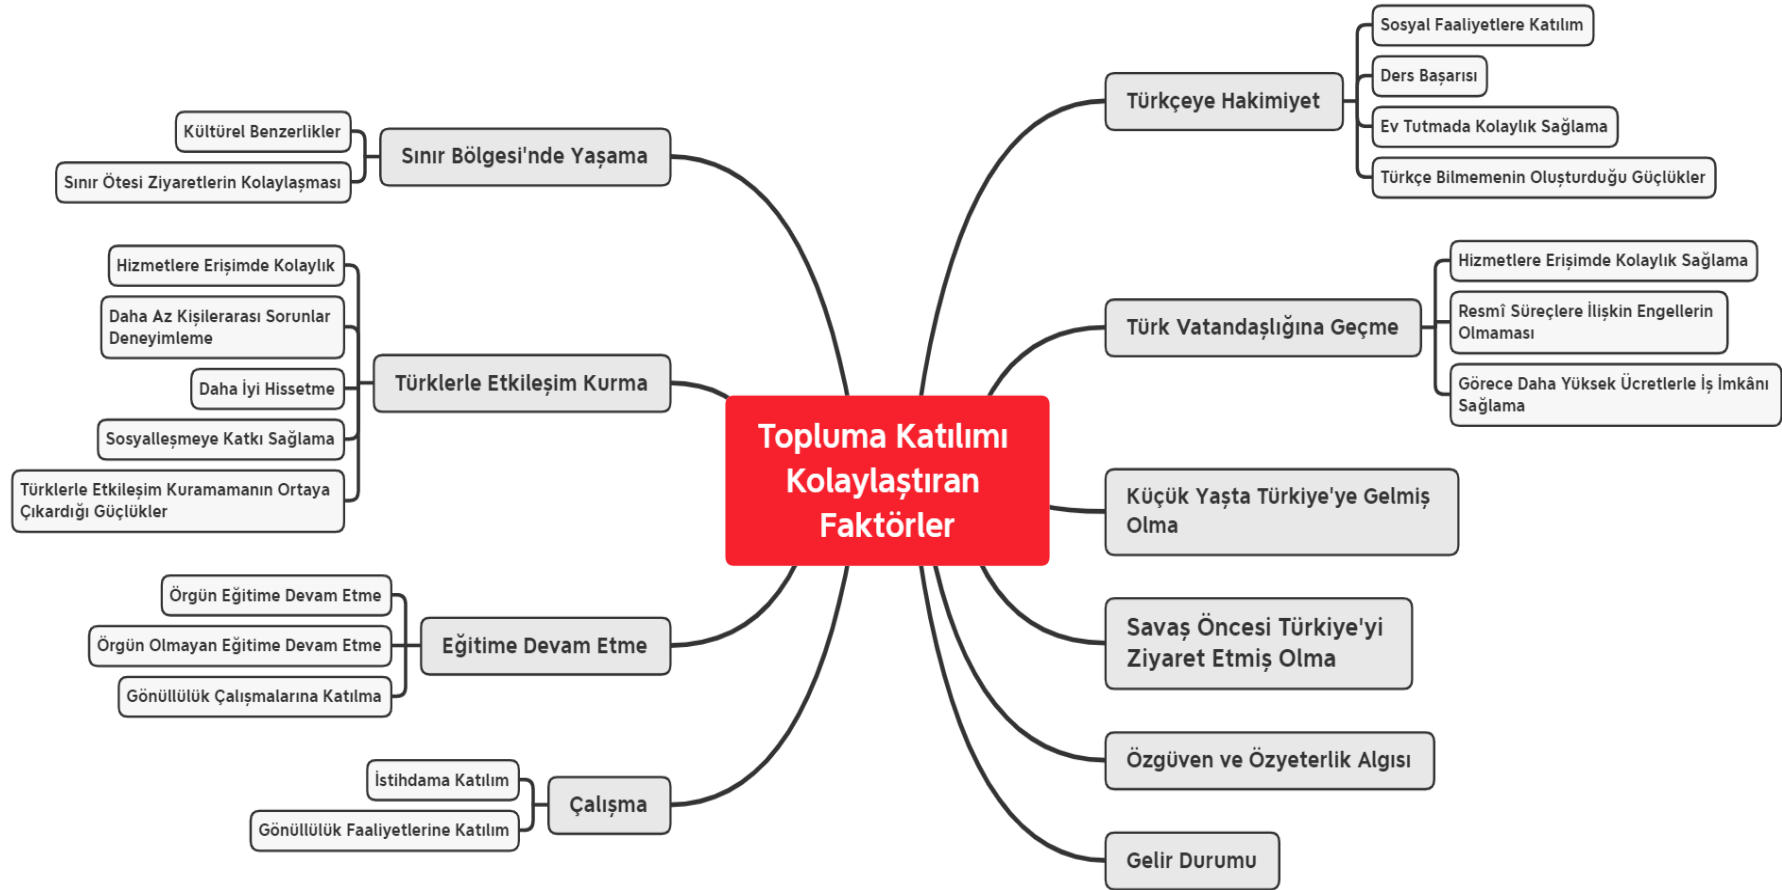 Topluma Katılımı
Kolaylaştıran
Faktörler
Türkçeye Hakimiyet
Sosyal Faaliyetlere Katılım
Ders Başarısı
Ev Tutmada Kolaylık Sağlama
Türkçe Bilmemenin Oluşturduğu Güçlükler
Türk Vatandaşlığına Geçme
Hizmetlere Erişimde Kolaylık Sağlama
Resmî Süreçlere İlişkin Engellerin
Olmaması
Görece Daha Yüksek Ücretlerle İş İmkânı
Sağlama
Küçük Yaşta Türkiye'ye Gelmiş
Olma
Savaş Öncesi Türkiye'yi
Ziyaret Etmiş Olma
Özgüven ve Özyeterlik Algısı
Gelir Durumu
Sınır Bölgesi'nde Yaşama
Kültürel Benzerlikler
Sınır Ötesi Ziyaretlerin Kolaylaşması
Türklerle Etkileşim Kurma
Hizmetlere Erişimde Kolaylık
Daha Az Kişilerarası Sorunlar
Deneyimleme
Daha İyi Hissetme
Sosyalleşmeye Katkı Sağlama
Türklerle Etkileşim Kuramamanın Ortaya
Çıkardığı Güçlükler
Eğitime Devam Etme
Örgün Eğitime Devam Etme
Örgün Olmayan Eğitime Devam Etme
Gönüllülük Çalışmalarına Katılma
Çalışma
İstihdama Katılım
Gönüllülük Faaliyetlerine Katılım